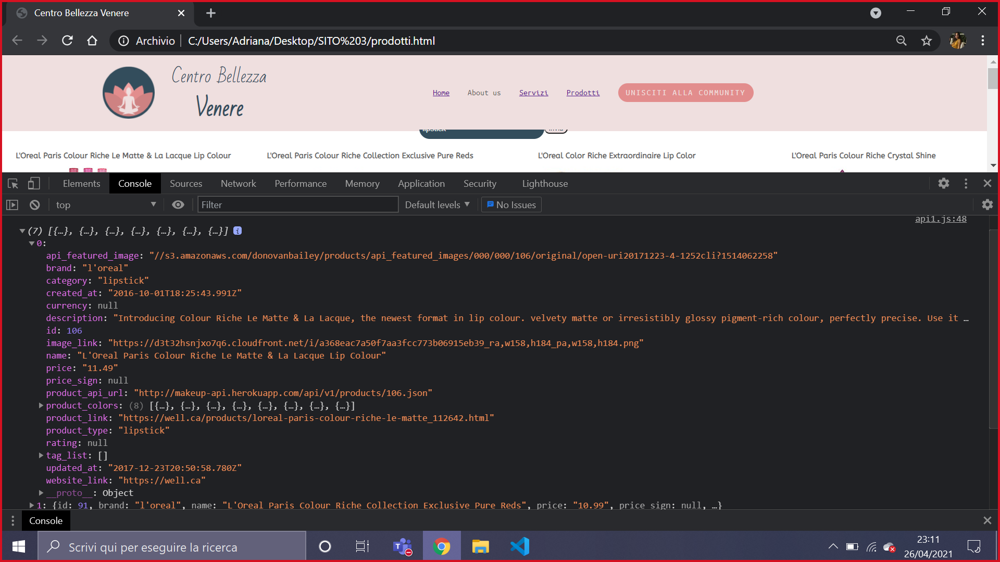 Centro Bellezza Venere
Archivio C:/Users/Adriana/Desktop/SITO%203/prodotti.html
Centro Bellezza
Venere
Home About us Servizi Prodotti UNISCITI ALLA COMMUNITY
lipstick Invia
L'Oreal Paris Colour Riche Le Matte & La Lacque Lip Colour L'Oreal Paris Colour Riche Collection Exclusive Pure Reds L'Oreal Color Riche Extraordinaire Lip Color L'Oreal Paris Colour Riche Crystal Shine
Elements Console Sources Network Performance Memory Application Security Lighthouse
top Filter Default levels No Issues
api1.js:48
(7) [{…}, {…}, {…}, {…}, {…}, {…}, {…}] i
0:
api_featured_image: "//s3.amazonaws.com/donovanbailey/products/api_featured_images/000/000/106/original/open-uri20171223-4-1252cli?1514062258"
brand: "l'oreal"
category: "lipstick"
created_at: "2016-10-01T18:25:43.991Z"
currency: null
description: "Introducing Colour Riche Le Matte & La Lacque, the newest format in lip colour. velvety matte or irresistibly glossy pigment-rich colour, perfectly precise. Use it …
id: 106
image_link: "https://d3t32hsnjxo7q6.cloudfront.net/i/a368eac7a50f7aa3fcc773b06915eb39_ra,w158,h184_pa,w158,h184.png"
name: "L'Oreal Paris Colour Riche Le Matte & La Lacque Lip Colour"
price: "11.49"
price_sign: null
product_api_url: "http://makeup-api.herokuapp.com/api/v1/products/106.json"
product_colors: (8) [{…}, {…}, {…}, {…}, {…}, {…}, {…}, {…}]
product_link: "https://well.ca/products/loreal-paris-colour-riche-le-matte_112642.html"
product_type: "lipstick"
rating: null
tag_list: []
updated_at: "2017-12-23T20:50:58.780Z"
website_link: "https://well.ca"
__proto__: Object
1: {id: 91, brand: "l'oreal", name: "L'Oreal Paris Colour Riche Collection Exclusive Pure Reds", price: "10.99", price_sign: null, …}
Console
Scrivi qui per eseguire la ricerca
23:11
26/04/2021